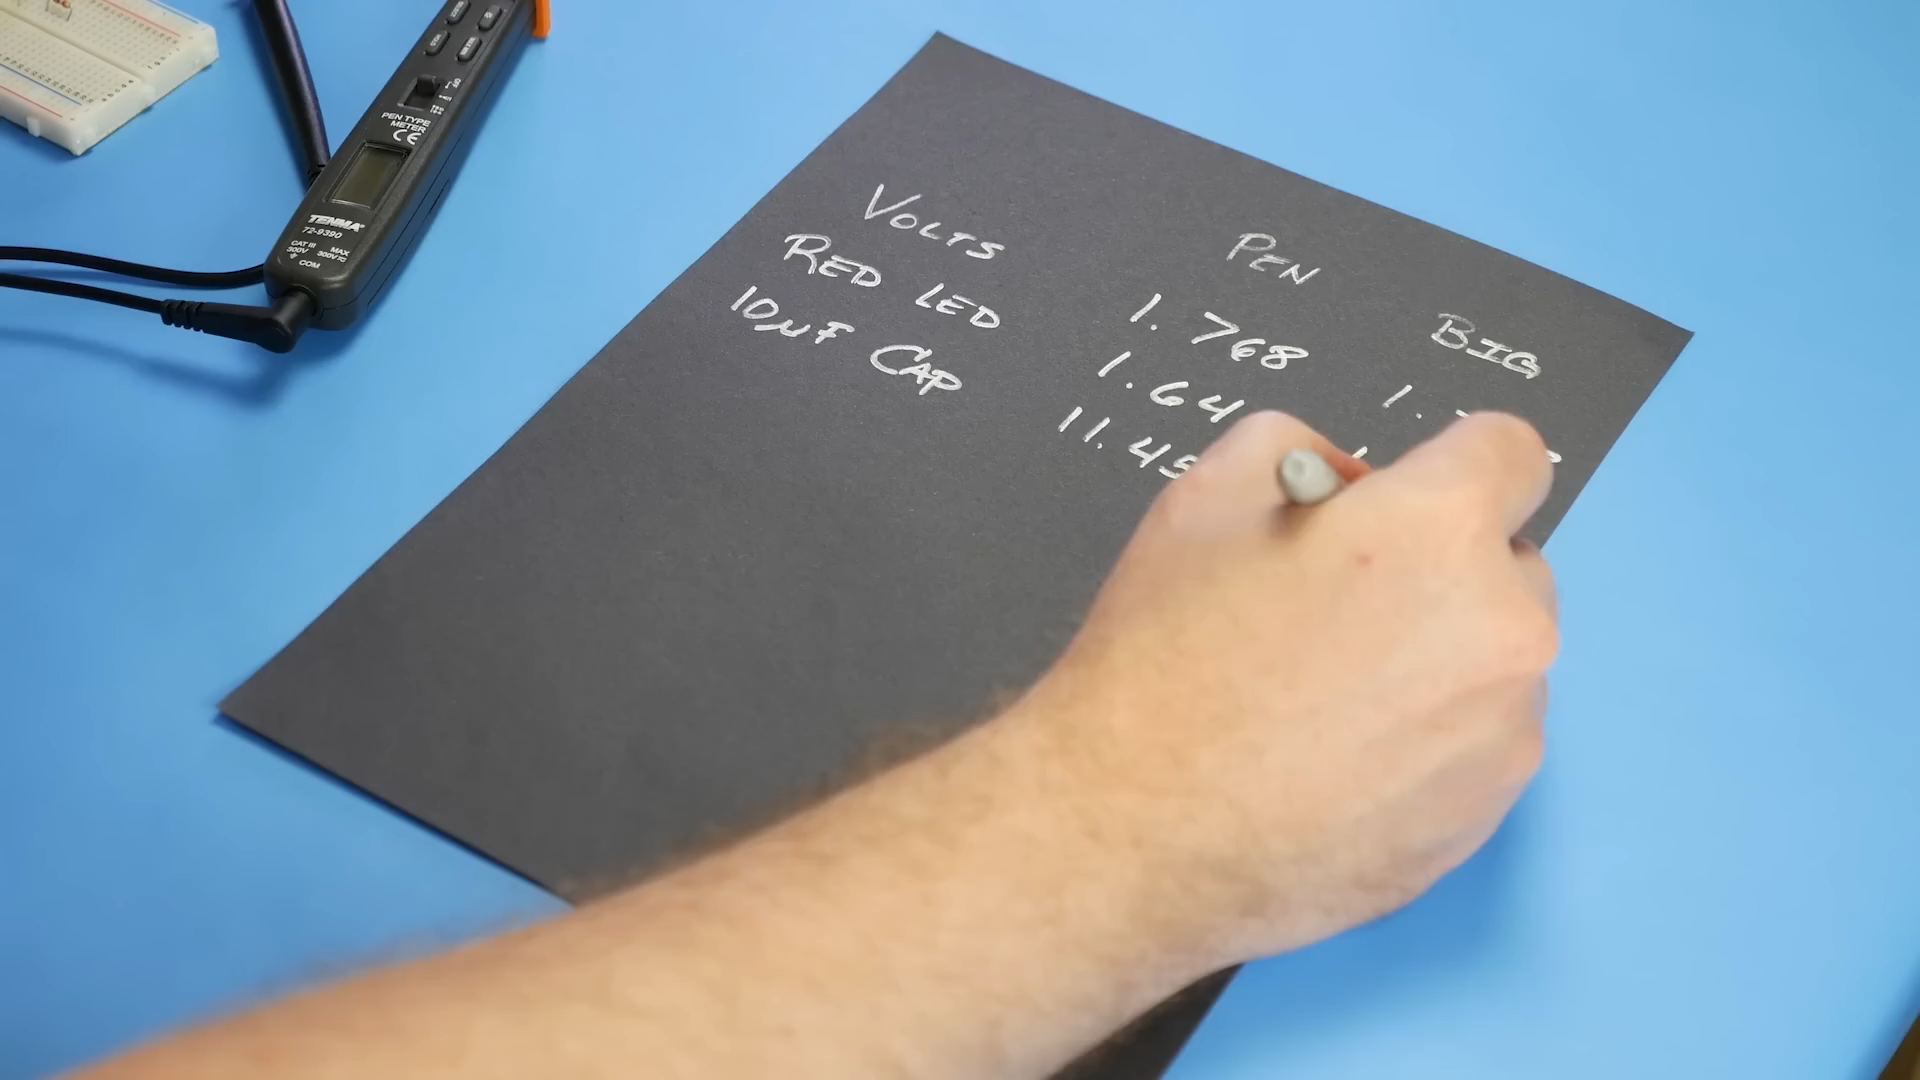 PEN TYPE
METER
CE
TENMA
72-9390
CAT III
300V
MAX
300V
COM
PEN BIG
VOLTS 1.768 1.
RED LED 1.64
10nF CAP 11.45